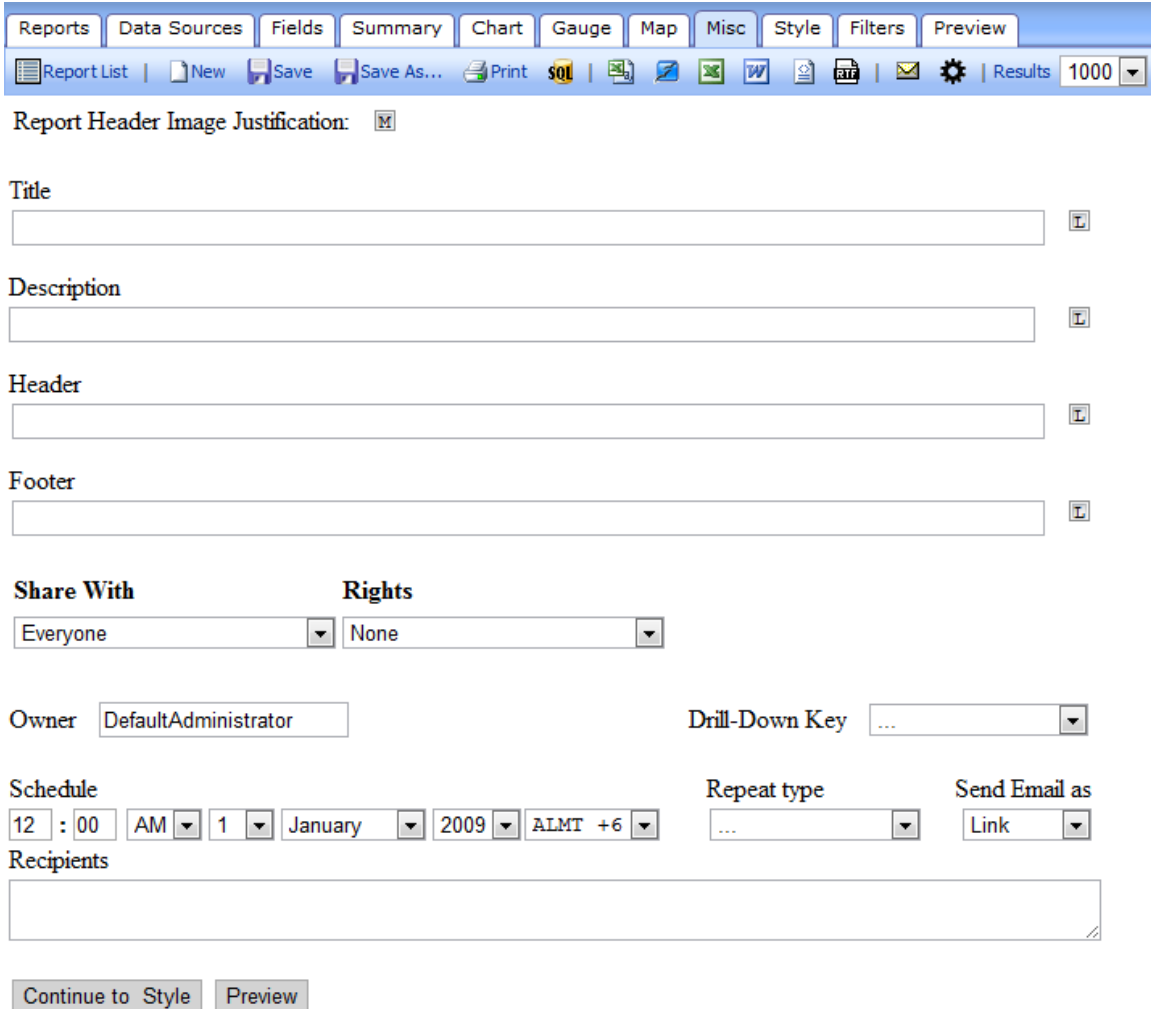 Reports Data Sources Fields Summary Chart Gauge Map Misc Style Filters Preview
Report List | New Save Save As... Print SQL | RTF | | Results 1000
Report Header Image Justification: M
Title
L
Description
L
Header
L
Footer
L
Share With Rights
Everyone None
Owner DefaultAdministrator Drill-Down Key ...
Schedule Repeat type Send Email as
12 : 00 AM 1 January 2009 ALMT +6 ... Link
Recipients
Continue to Style Preview